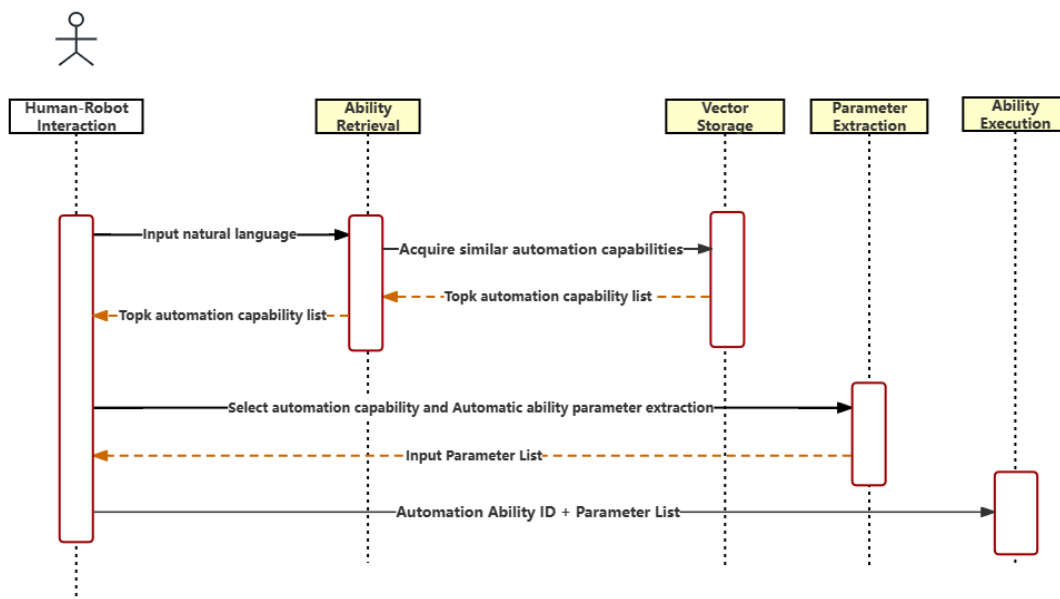 Human-Robot
Interaction
Ability
Retrieval
Vector
Storage
Parameter
Extraction
Ability
Execution
Input natural language
Acquire similar automation capabilities
Topk automation capability list
Topk automation capability list
Select automation capability and Automatic ability parameter extraction
Input Parameter List
Automation Ability ID + Parameter List